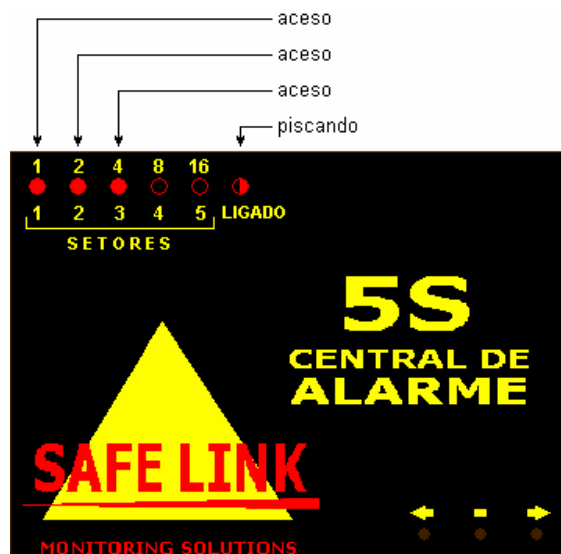 aceso
aceso
aceso
piscando
1 2 4 8 16
1 2 3 4 5 LIGADO
SETORES
5S
CENTRAL DE
ALARME
SAFE LINK
MONITORING SOLUTIONS